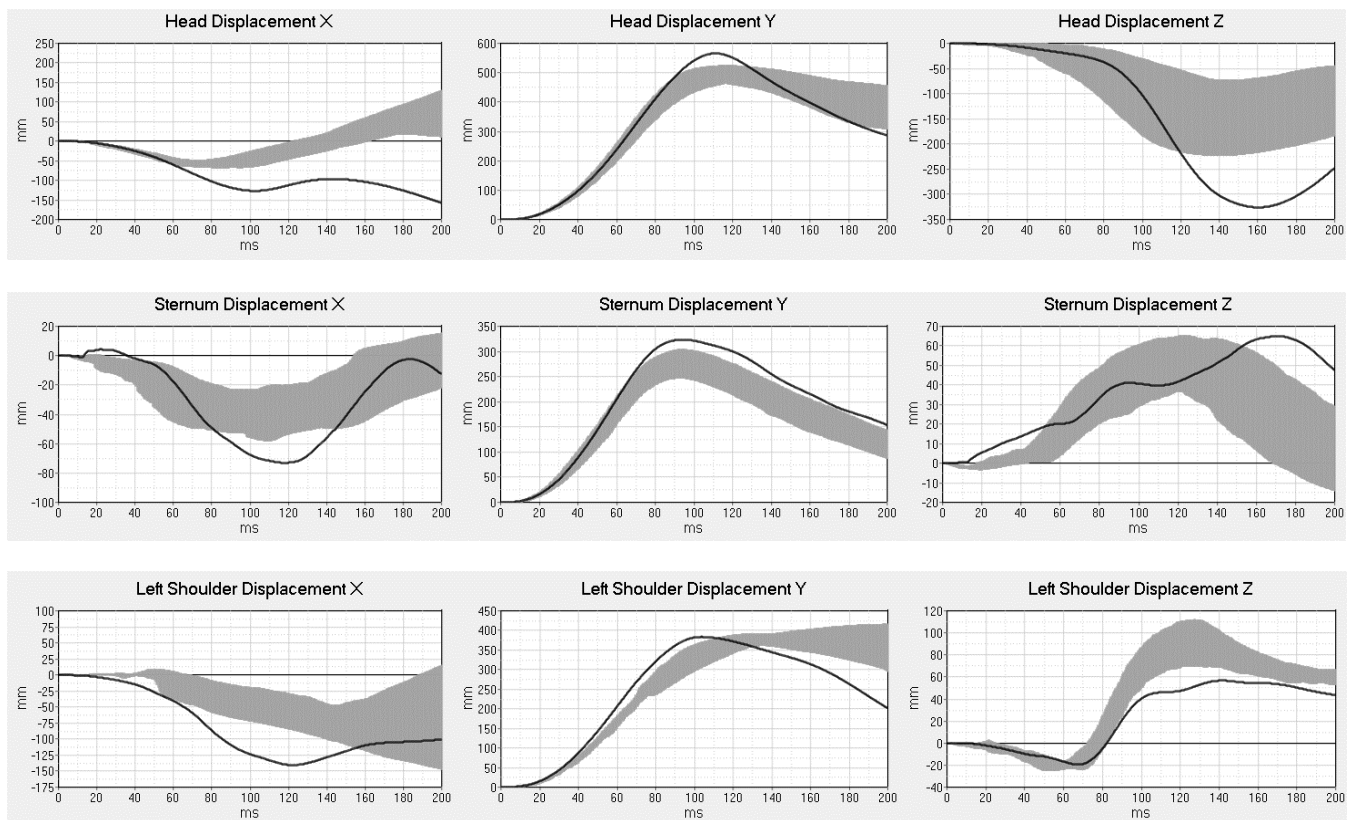 Head Displacement X
250
200
150
100
50
0
-50
-100
-150
-200
mm
0 20 40 60 80 100 120 140 160 180 200
ms
Head Displacement Y
600
500
400
300
200
100
0
mm
0 20 40 60 80 100 120 140 160 180 200
ms
Head Displacement Z
0
-50
-100
-150
-200
-250
-300
-350
mm
0 20 40 60 80 100 120 140 160 180 200
ms
Sternum Displacement X
20
0
-20
-40
-60
-80
-100
mm
0 20 40 60 80 100 120 140 160 180 200
ms
Sternum Displacement Y
350
300
250
200
150
100
50
0
mm
0 20 40 60 80 100 120 140 160 180 200
ms
Sternum Displacement Z
70
60
50
40
30
20
10
0
-10
-20
mm
0 20 40 60 80 100 120 140 160 180 200
ms
Left Shoulder Displacement X
100
75
50
25
0
-25
-50
-75
-100
-125
-150
-175
mm
0 20 40 60 80 100 120 140 160 180 200
ms
Left Shoulder Displacement Y
450
400
350
300
250
200
150
100
50
0
mm
0 20 40 60 80 100 120 140 160 180 200
ms
Left Shoulder Displacement Z
120
100
80
60
40
20
0
-20
-40
mm
0 20 40 60 80 100 120 140 160 180 200
ms